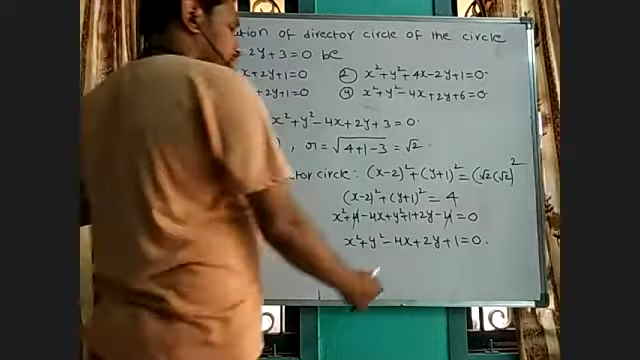 ation of director circle of the circle
2y + 3 = 0 be
x + 2y + 1 = 0 ② x² + y² + 4x - 2y + 1 = 0.
+ 2y + 1 = 0 ④ x² + y² - 4x + 2y + 6 = 0.
x² + y² - 4x + 2y + 3 = 0.
), r = √(4+1-3) = √2.
ctor circle: (x-2)² + (y+1)² = (√2(√2)²
(x-2)² + (y+1)² = 4
x² + 4 - 4x + y² + 1 + 2y - 4 = 0
x² + y² - 4x + 2y + 1 = 0.